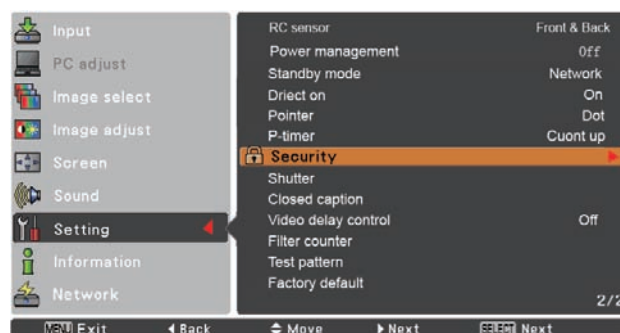 Input
PC adjust
Image select
Image adjust
Screen
Sound
Setting
Information
Network
RC sensor Front & Back
Power management Off
Standby mode Network
Driect on On
Pointer Dot
P-timer Cuont up
Security
Shutter
Closed caption
Video delay control Off
Filter counter
Test pattern
Factory default
2/2
MENU Exit Back Move Next SELECT Next